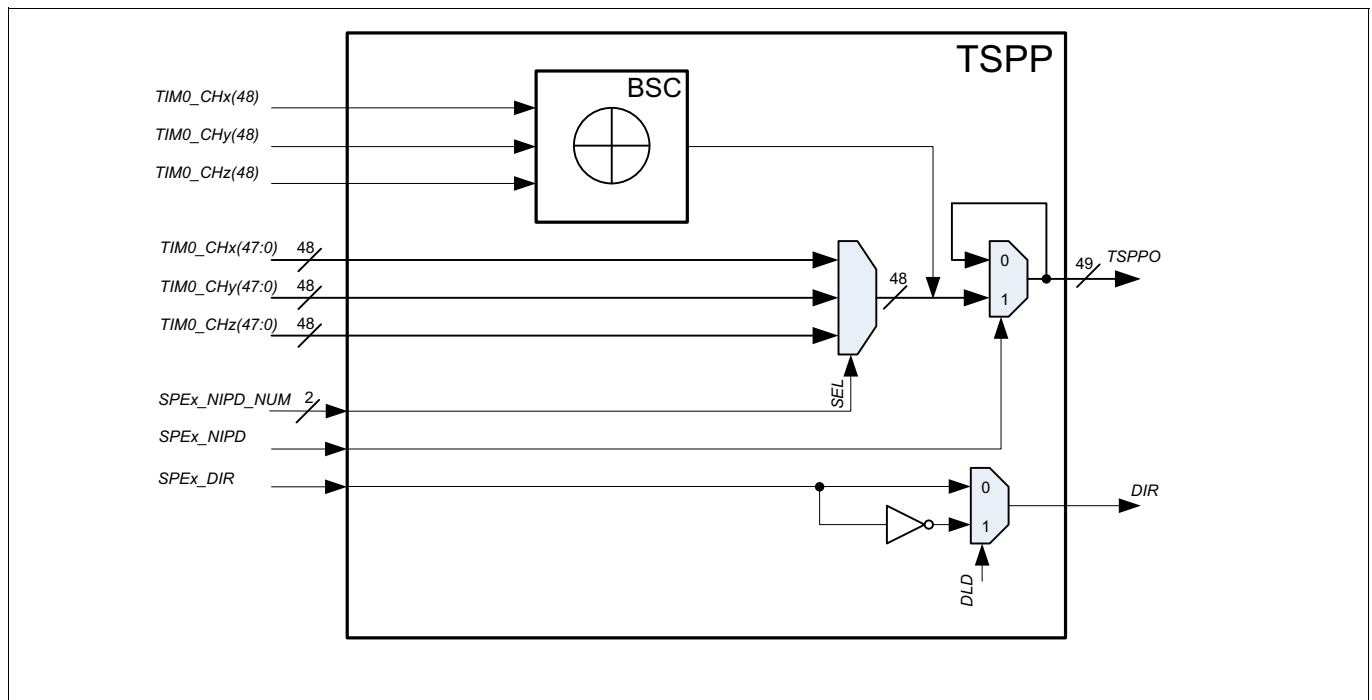 TSPP
BSC
TIM0_CHx(48)
TIM0_CHy(48)
TIM0_CHz(48)
TIM0_CHx(47:0)
48
TIM0_CHy(47:0)
48
TIM0_CHz(47:0)
48
48
0
1
49
TSPPO
SEL
SPEx_NIPD_NUM
2
SPEx_NIPD
SPEx_DIR
0
1
DIR
DLD